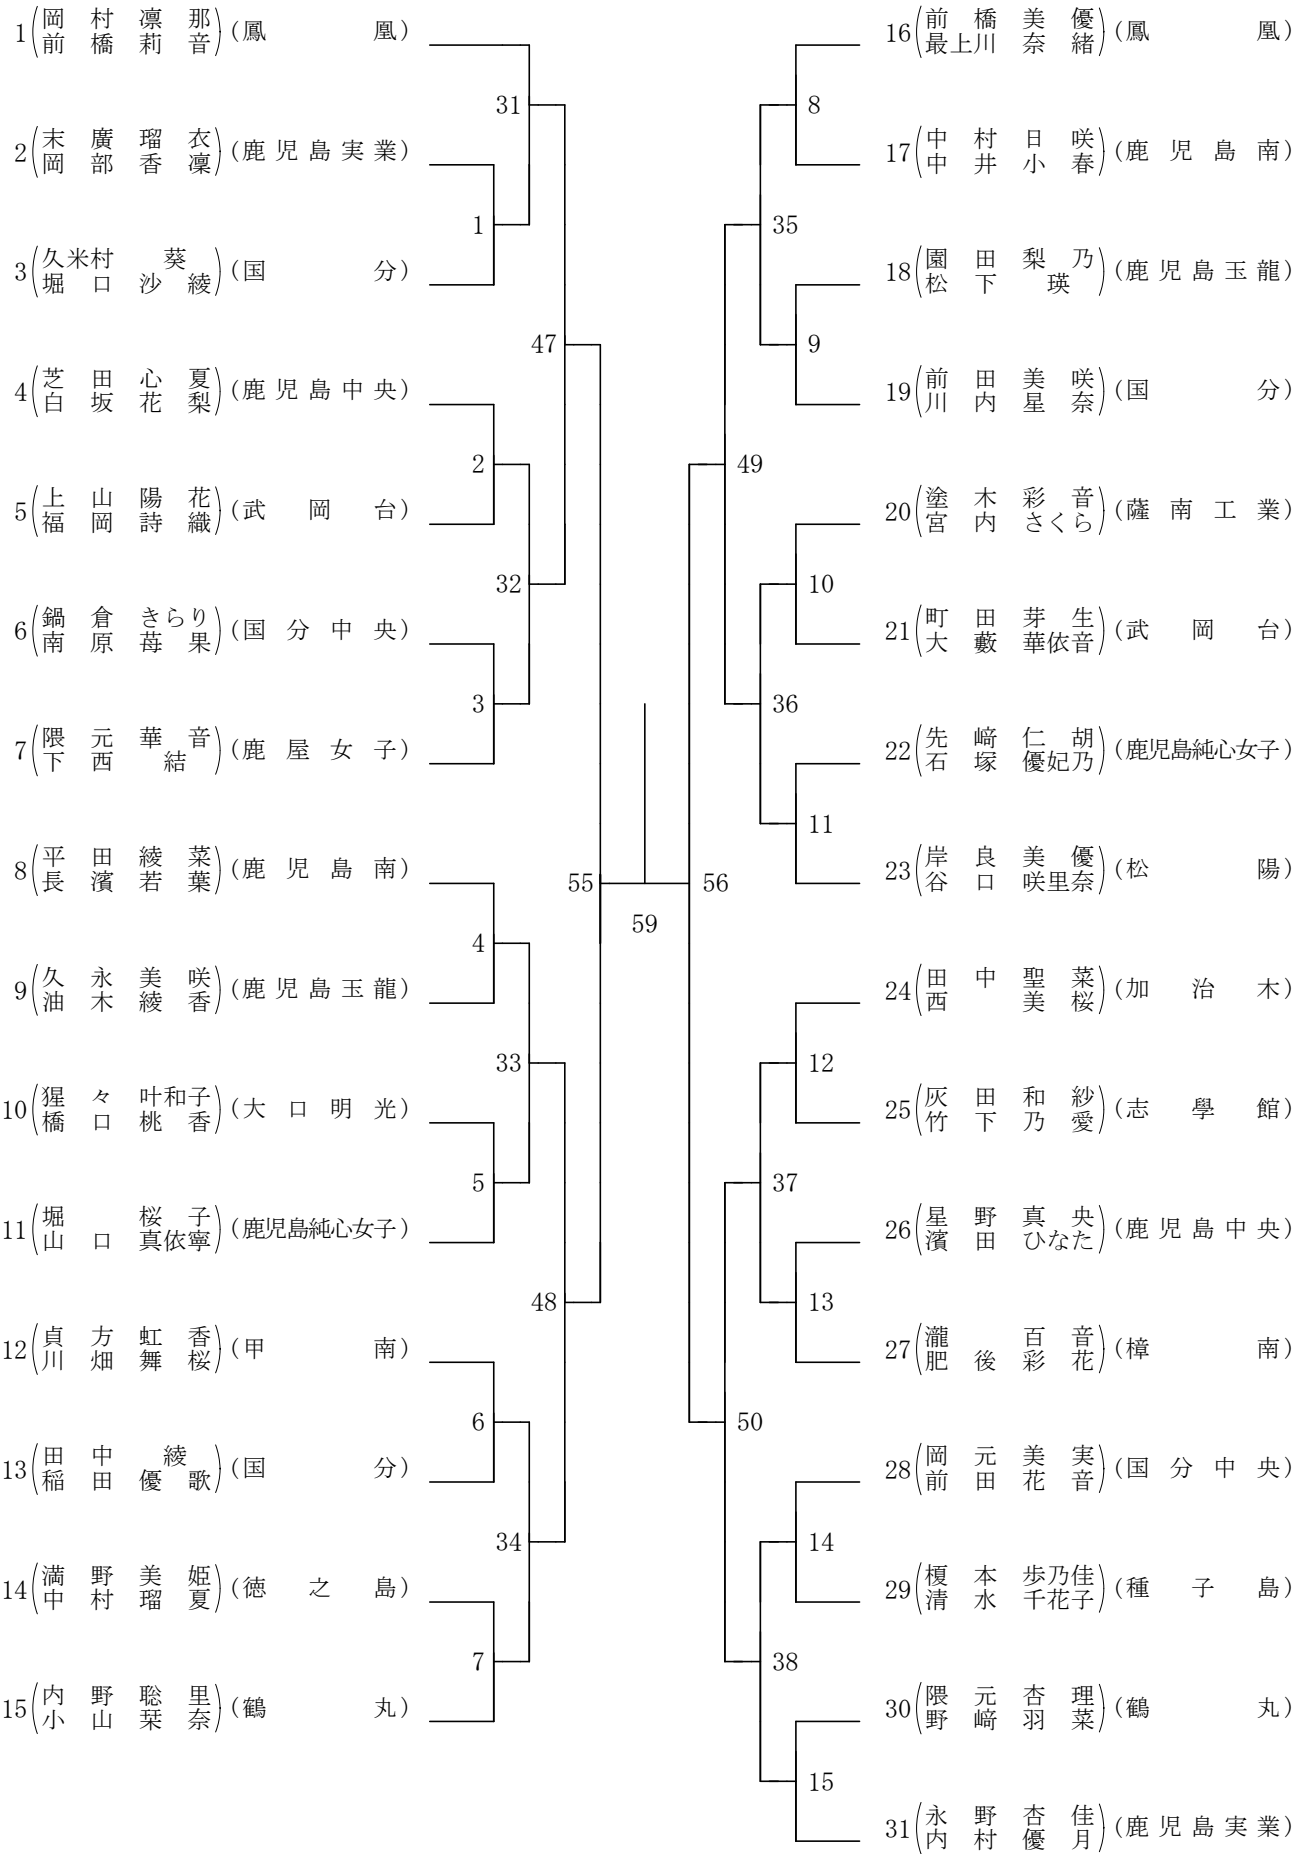 1 岡村凛那 前橋莉音 (鳳凰)
2 末廣瑠衣 岡部香凜 (鹿児島実業)
3 久米村葵 堀口沙綾 (国分)
4 芝田心夏 白坂花梨 (鹿児島中央)
5 上山陽花 福岡詩織 (武岡台)
6 鍋倉きらり 南原苺果 (国分中央)
7 隈元華音 下西結 (鹿屋女子)
8 平田綾菜 長濱若葉 (鹿児島南)
9 久永美咲 油木綾香 (鹿児島玉龍)
10 猩々叶和子 橋口桃香 (大口明光)
11 堀桜子 山口真依寧 (鹿児島純心女子)
12 貞方虹香 川畑舞桜 (甲南)
13 田中綾 稲田優歌 (国分)
14 満野美姫 中村瑠夏 (徳之島)
15 内野聡里 小山栞奈 (鶴丸)
31
1
47
2
32
3
55
4
33
5
48
6
34
7
59
56
8
35
9
49
10
36
11
12
37
13
50
14
38
15
16 前橋美優 最上川奈緒 (鳳凰)
17 中村日咲 中井小春 (鹿児島南)
18 園田梨乃 松下瑛 (鹿児島玉龍)
19 前田美咲 川内星奈 (国分)
20 塗木彩音 宮内さくら (薩南工業)
21 町田芽生 大藪華依音 (武岡台)
22 先﨑仁胡 石塚優妃乃 (鹿児島純心女子)
23 岸良美優 谷口咲里奈 (松陽)
24 田中聖菜 西美桜 (加治木)
25 灰田和紗 竹下乃愛 (志學館)
26 星野真央 濱田ひなた (鹿児島中央)
27 瀧百音 肥後彩花 (樟南)
28 岡元美実 前田花音 (国分中央)
29 榎本歩乃佳 清水千花子 (種子島)
30 隈元杏理 野﨑羽菜 (鶴丸)
31 永野杏佳 内村優月 (鹿児島実業)